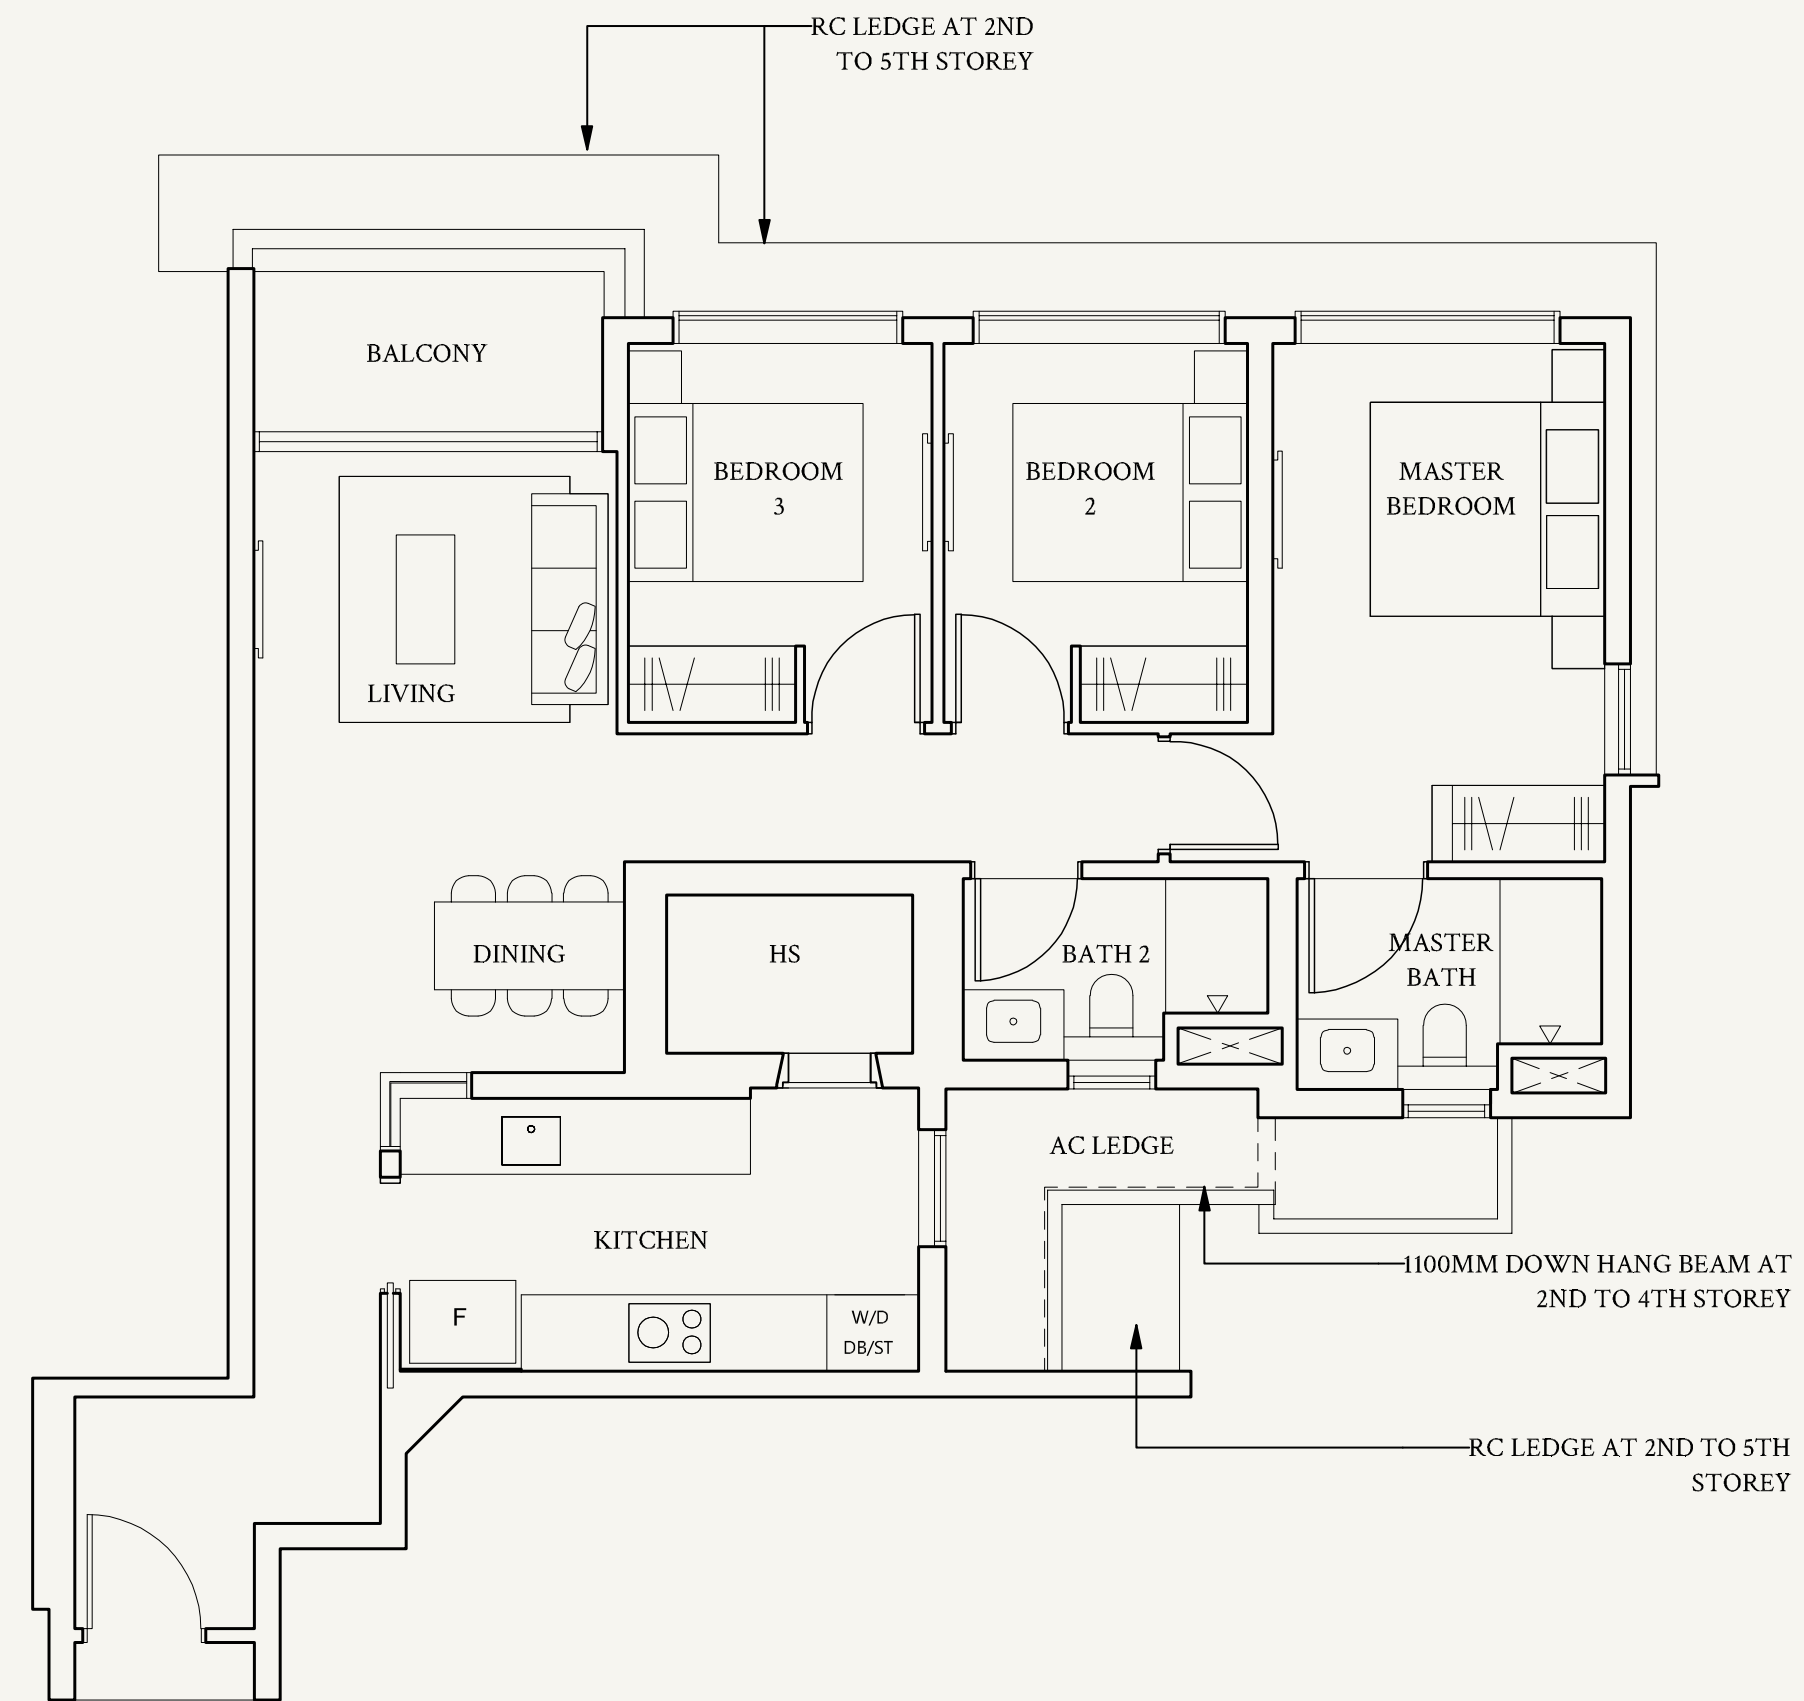 RC LEDGE AT 2ND
TO 5TH STOREY
BALCONY
BEDROOM
3
BEDROOM
2
MASTER
BEDROOM
LIVING
DINING
HS
BATH 2
MASTER
BATH
AC LEDGE
KITCHEN
1100MM DOWN HANG BEAM AT
2ND TO 4TH STOREY
F
W/D
DB/ST
RC LEDGE AT 2ND TO 5TH
STOREY